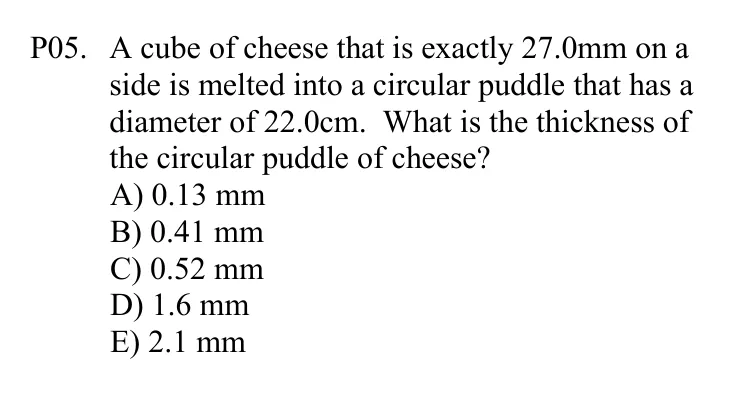 P05. A cube of cheese that is exactly 27.0mm on a
side is melted into a circular puddle that has a
diameter of 22.0cm. What is the thickness of
the circular puddle of cheese?
A) 0.13 mm
B) 0.41 mm
C) 0.52 mm
D) 1.6 mm
E) 2.1 mm